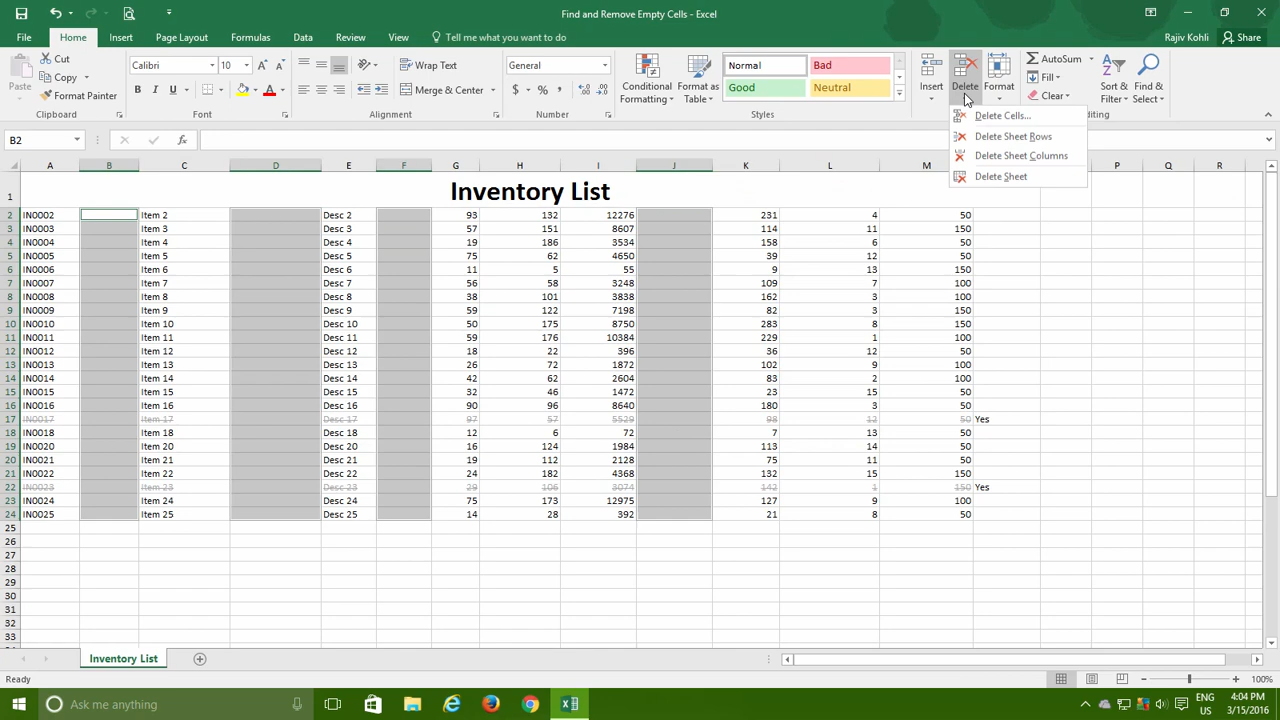 Find and Remove Empty Cells - Excel
File Home Insert Page Layout Formulas Data Review View Tell me what you want to do... Rajiv Kohli Share
Paste Cut Copy Format Painter Clipboard
Calibri 10 A A B I U A Font
Wrap Text Merge & Center Alignment
General $ % , Number
Conditional Formatting Format as Table Normal Bad Good Neutral Styles
Insert Delete Format
AutoSum Fill Clear Sort & Filter Find & Select Editing
Delete Cells...
Delete Sheet Rows
Delete Sheet Columns
Delete Sheet
B2 fx
A B C D E F G H I J K L M P Q R
1 Inventory List
2 IN0002 Item 2 Desc 2 93 132 12276 231 4 50
3 IN0003 Item 3 Desc 3 57 151 8607 114 11 150
4 IN0004 Item 4 Desc 4 19 186 3534 158 6 50
5 IN0005 Item 5 Desc 5 75 62 4650 39 12 50
6 IN0006 Item 6 Desc 6 11 5 55 9 13 150
7 IN0007 Item 7 Desc 7 56 58 3248 109 7 100
8 IN0008 Item 8 Desc 8 38 101 3838 162 3 100
9 IN0009 Item 9 Desc 9 59 122 7198 82 3 150
10 IN0010 Item 10 Desc 10 50 175 8750 283 8 150
11 IN0011 Item 11 Desc 11 59 176 10384 229 1 100
12 IN0012 Item 12 Desc 12 18 22 396 36 12 50
13 IN0013 Item 13 Desc 13 26 72 1872 102 9 100
14 IN0014 Item 14 Desc 14 42 62 2604 83 2 100
15 IN0015 Item 15 Desc 15 32 46 1472 23 15 50
16 IN0016 Item 16 Desc 16 90 96 8640 180 3 50
17 IN0017 Item 17 Desc 17 97 57 5529 98 12 50 Yes
18 IN0018 Item 18 Desc 18 12 6 72 7 13 50
19 IN0020 Item 20 Desc 20 16 124 1984 113 14 50
20 IN0021 Item 21 Desc 21 19 112 2128 75 11 50
21 IN0022 Item 22 Desc 22 24 182 4368 132 15 150
22 IN0023 Item 23 Desc 23 29 106 3074 142 1 150 Yes
23 IN0024 Item 24 Desc 24 75 173 12975 127 9 100
24 IN0025 Item 25 Desc 25 14 28 392 21 8 50
25
26
27
28
29
30
31
32
33
Inventory List
Ready 100%
Ask me anything ENG 4:04 PM
US 3/15/2016